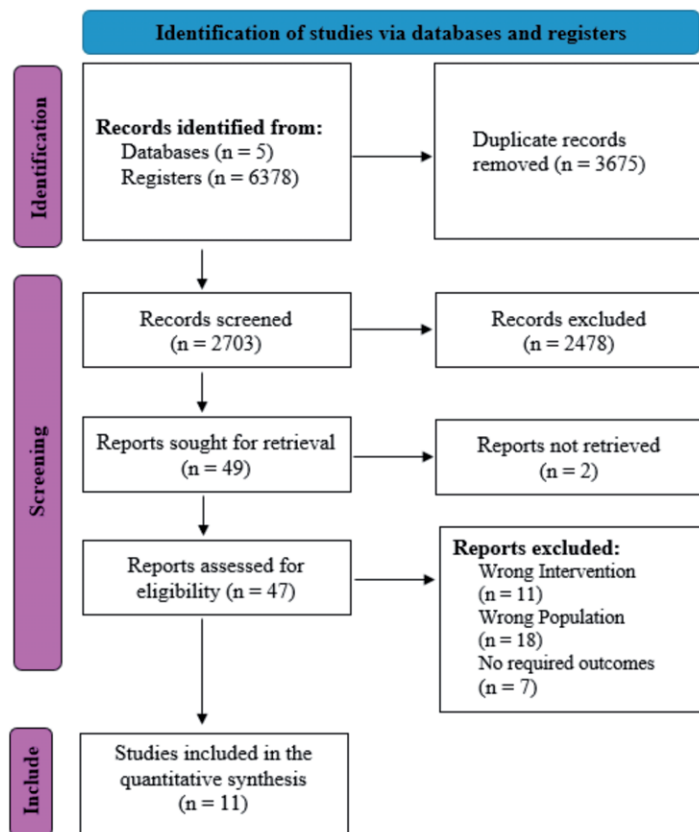 Identification of studies via databases and registers
Identification
Records identified from:
Databases (n = 5)
Registers (n = 6378)
Duplicate records
removed (n = 3675)
Screening
Records screened
(n = 2703)
Records excluded
(n = 2478)
Reports sought for retrieval
(n = 49)
Reports not retrieved
(n = 2)
Reports assessed for
eligibility (n = 47)
Reports excluded:
Wrong Intervention
(n = 11)
Wrong Population
(n = 18)
No required outcomes
(n = 7)
Include
Studies included in the
quantitative synthesis
(n = 11)